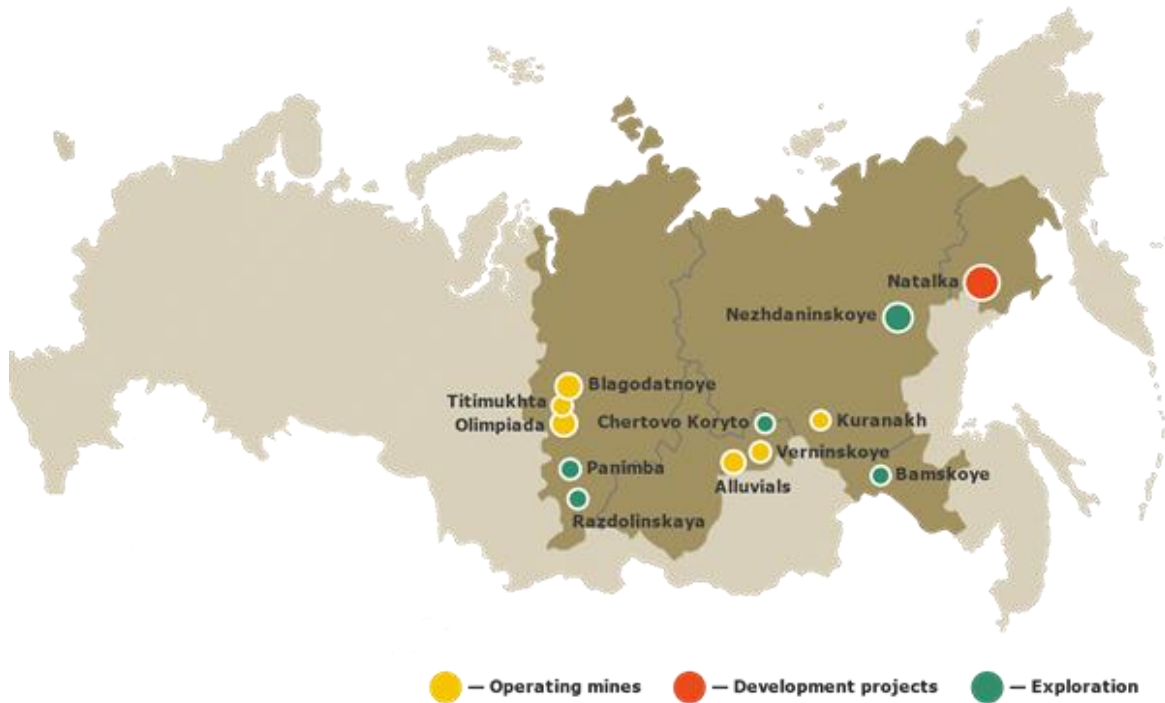 Natalka
Nezhdaninskoye
Blagodatnoye
Titimukhta
Olimpiada
Chertovo Koryto
Kuranakh
Verninskoye
Panimba
Bamskoye
Alluvials
Razdolinskaya
— Operating mines
— Development projects
— Exploration